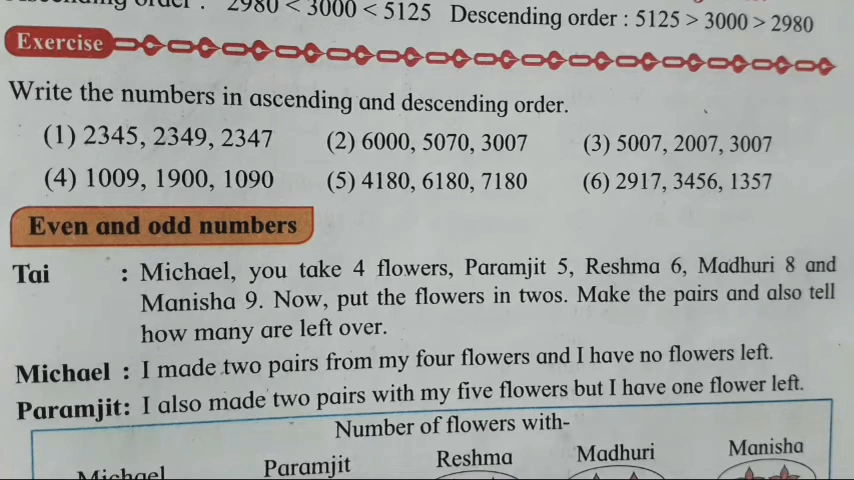 order : 2980 < 3000 < 5125 Descending order : 5125 > 3000 > 2980
Exercise
Write the numbers in ascending and descending order.
(1) 2345, 2349, 2347 (2) 6000, 5070, 3007 (3) 5007, 2007, 3007
(4) 1009, 1900, 1090 (5) 4180, 6180, 7180 (6) 2917, 3456, 1357
Even and odd numbers
Tai : Michael, you take 4 flowers, Paramjit 5, Reshma 6, Madhuri 8 and
Manisha 9. Now, put the flowers in twos. Make the pairs and also tell
how many are left over.
Michael : I made two pairs from my four flowers and I have no flowers left.
Paramjit: I also made two pairs with my five flowers but I have one flower left.
Number of flowers with-
Michael Paramjit Reshma Madhuri Manisha